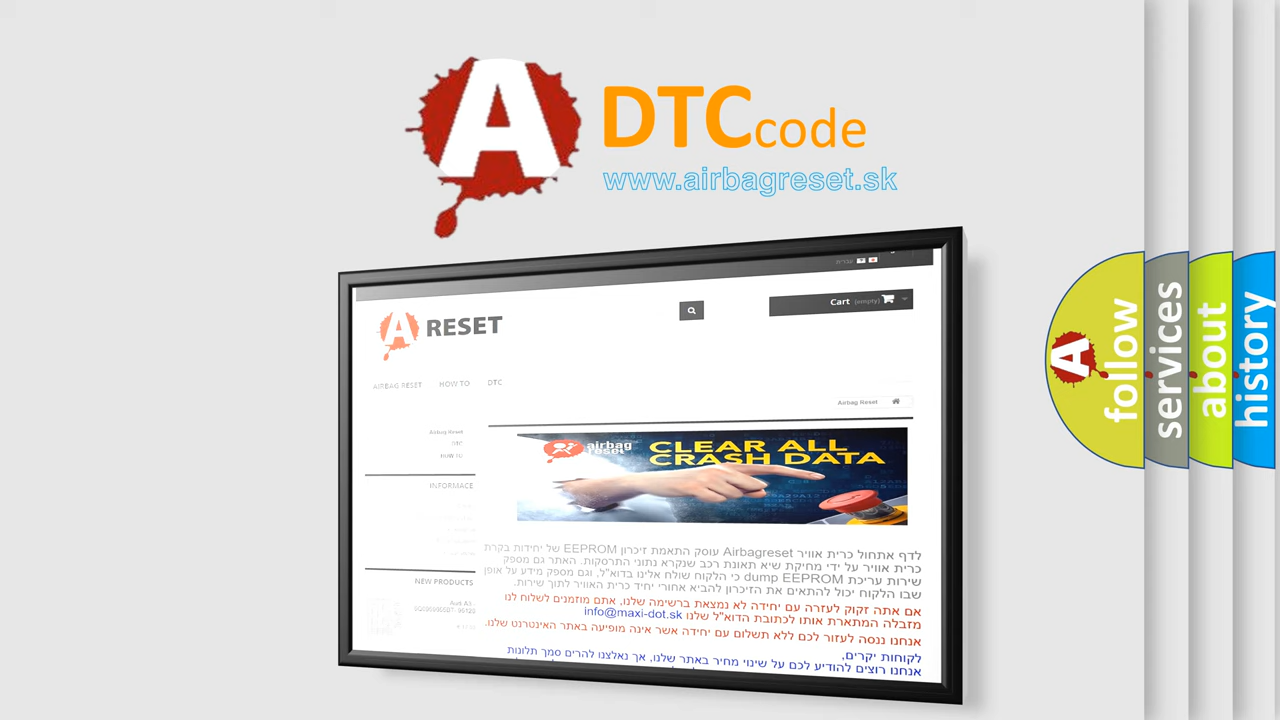 A DTC code
www.airbagreset.sk
עברית
Cart (empty)
A RESET
AIRBAG RESET HOW TO DTC
Airbag Reset
Airbag Reset
DTC
HOW TO
INFORMACE
NEW PRODUCTS
Audi A3 -
airbag
reset
CLEAR ALL
CRASH DATA
לדף אתחול כרית אוויר Airbagreset עוסק התאמת זיכרון EEPROM של יחידות בקרת
כרית אוויר על ידי מחיקת שיא תאונת רכב שנקרא נתוני התרסקות. האתר גם מספק
שירות עריכת dump EEPROM כי הלקוח שולח אלינו בדוא"ל, וגם מספק מידע על אופן
שבו הלקוח יכול להתאים את הזיכרון להביא אחורי יחיד כרית האוויר לתוך שירות.
אם אתה זקוק לעזרה עם יחידה לא נמצאת ברשימה שלנו, אתם מוזמנים לשלוח לנו
מזבלה המתארת אותו לכתובת הדוא"ל שלנו info@maxi-dot.sk
אנחנו ננסה לעזור לכם ללא תשלום עם יחידה אשר אינה מופיעה באתר האינטרנט שלנו.
לקוחות יקרים,
אנחנו רוצים להודיע לכם על שינוי מחיר באתר שלנו, אך נאלצנו להרים סמך תלונות
A follow
services
about
history